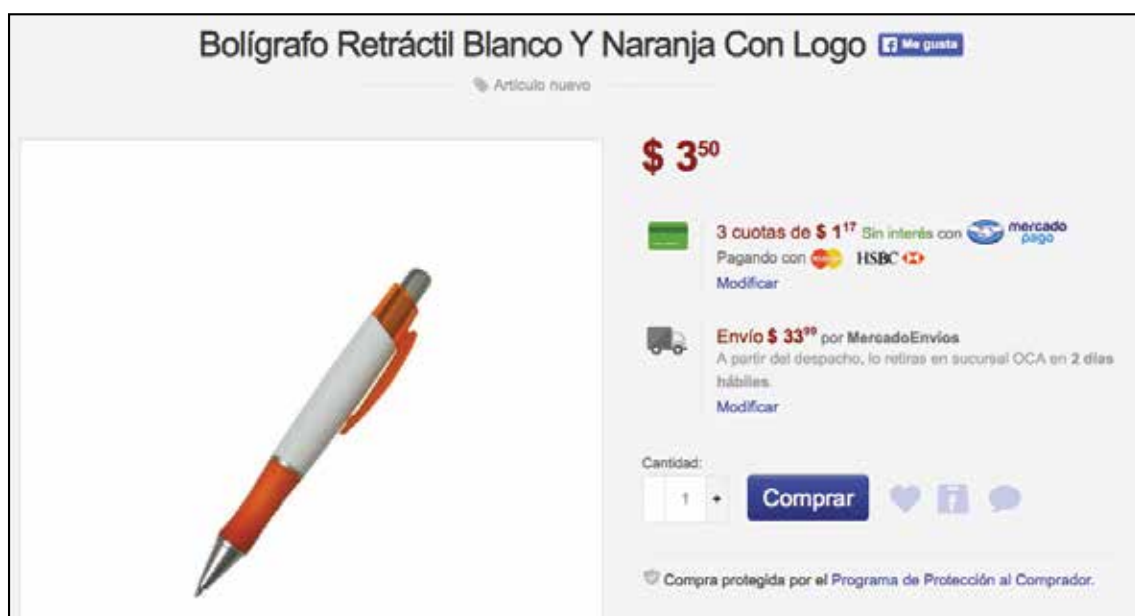 Bolígrafo Retráctil Blanco Y Naranja Con Logo Me gusta
Artículo nuevo
$ 350
3 cuotas de $ 117 Sin interés con mercado pago
Pagando con HSBC
Modificar
Envío $ 3399 por MercadoEnvios
A partir del despacho, lo retiras en sucursal OCA en 2 días
hábiles.
Modificar
Cantidad:
1 +
Comprar
Compra protegida por el Programa de Protección al Comprador.